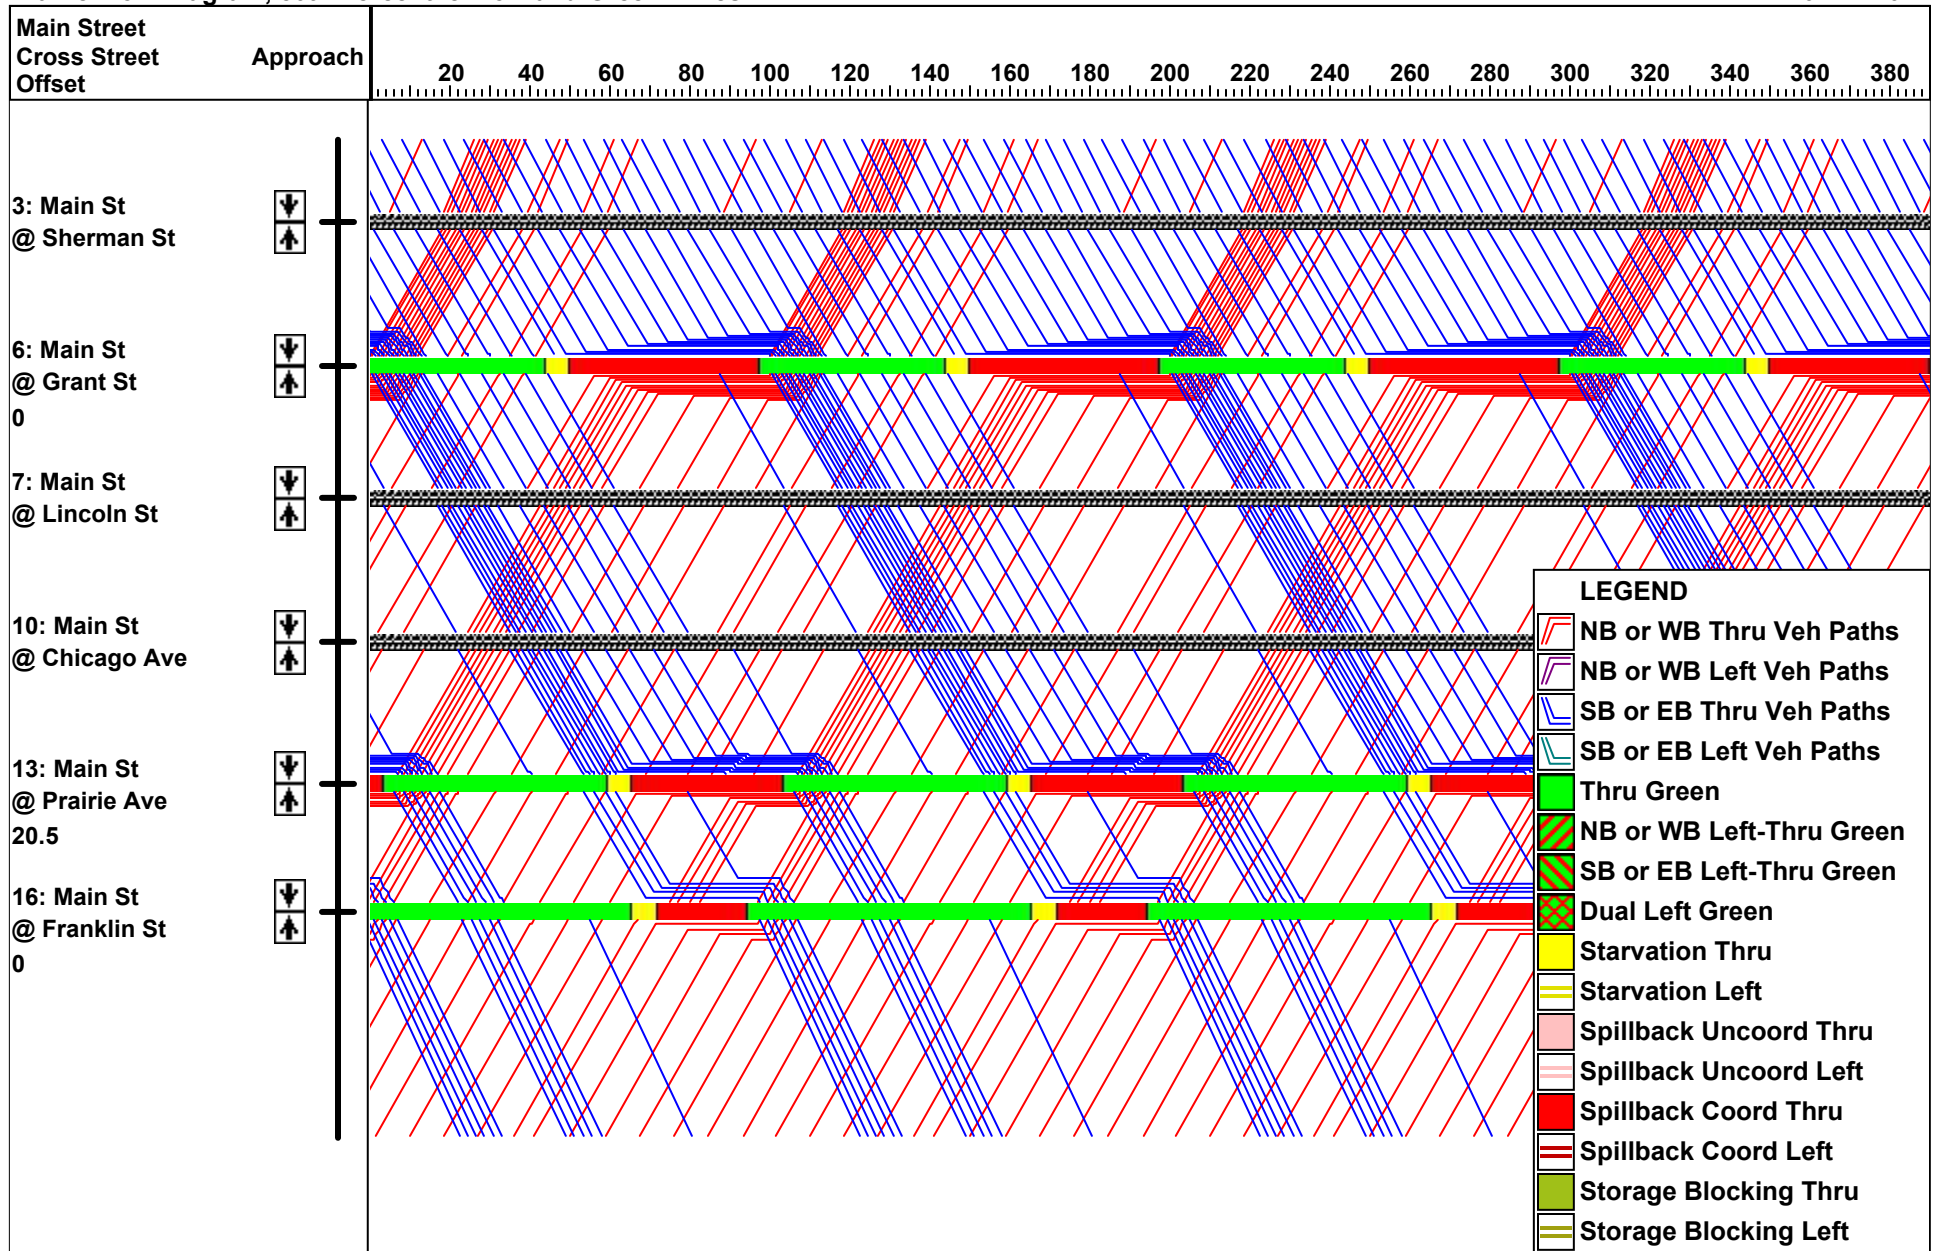 Main Street
Cross Street Approach
Offset
20 40 60 80 100 120 140 160 180 200 220 240 260 280 300 320 340 360 380
3: Main St
@ Sherman St
6: Main St
@ Grant St
0
7: Main St
@ Lincoln St
10: Main St
@ Chicago Ave
13: Main St
@ Prairie Ave
20.5
16: Main St
@ Franklin St
0
LEGEND
NB or WB Thru Veh Paths
NB or WB Left Veh Paths
SB or EB Thru Veh Paths
SB or EB Left Veh Paths
Thru Green
NB or WB Left-Thru Green
SB or EB Left-Thru Green
Dual Left Green
Starvation Thru
Starvation Left
Spillback Uncoord Thru
Spillback Uncoord Left
Spillback Coord Thru
Spillback Coord Left
Storage Blocking Thru
Storage Blocking Left